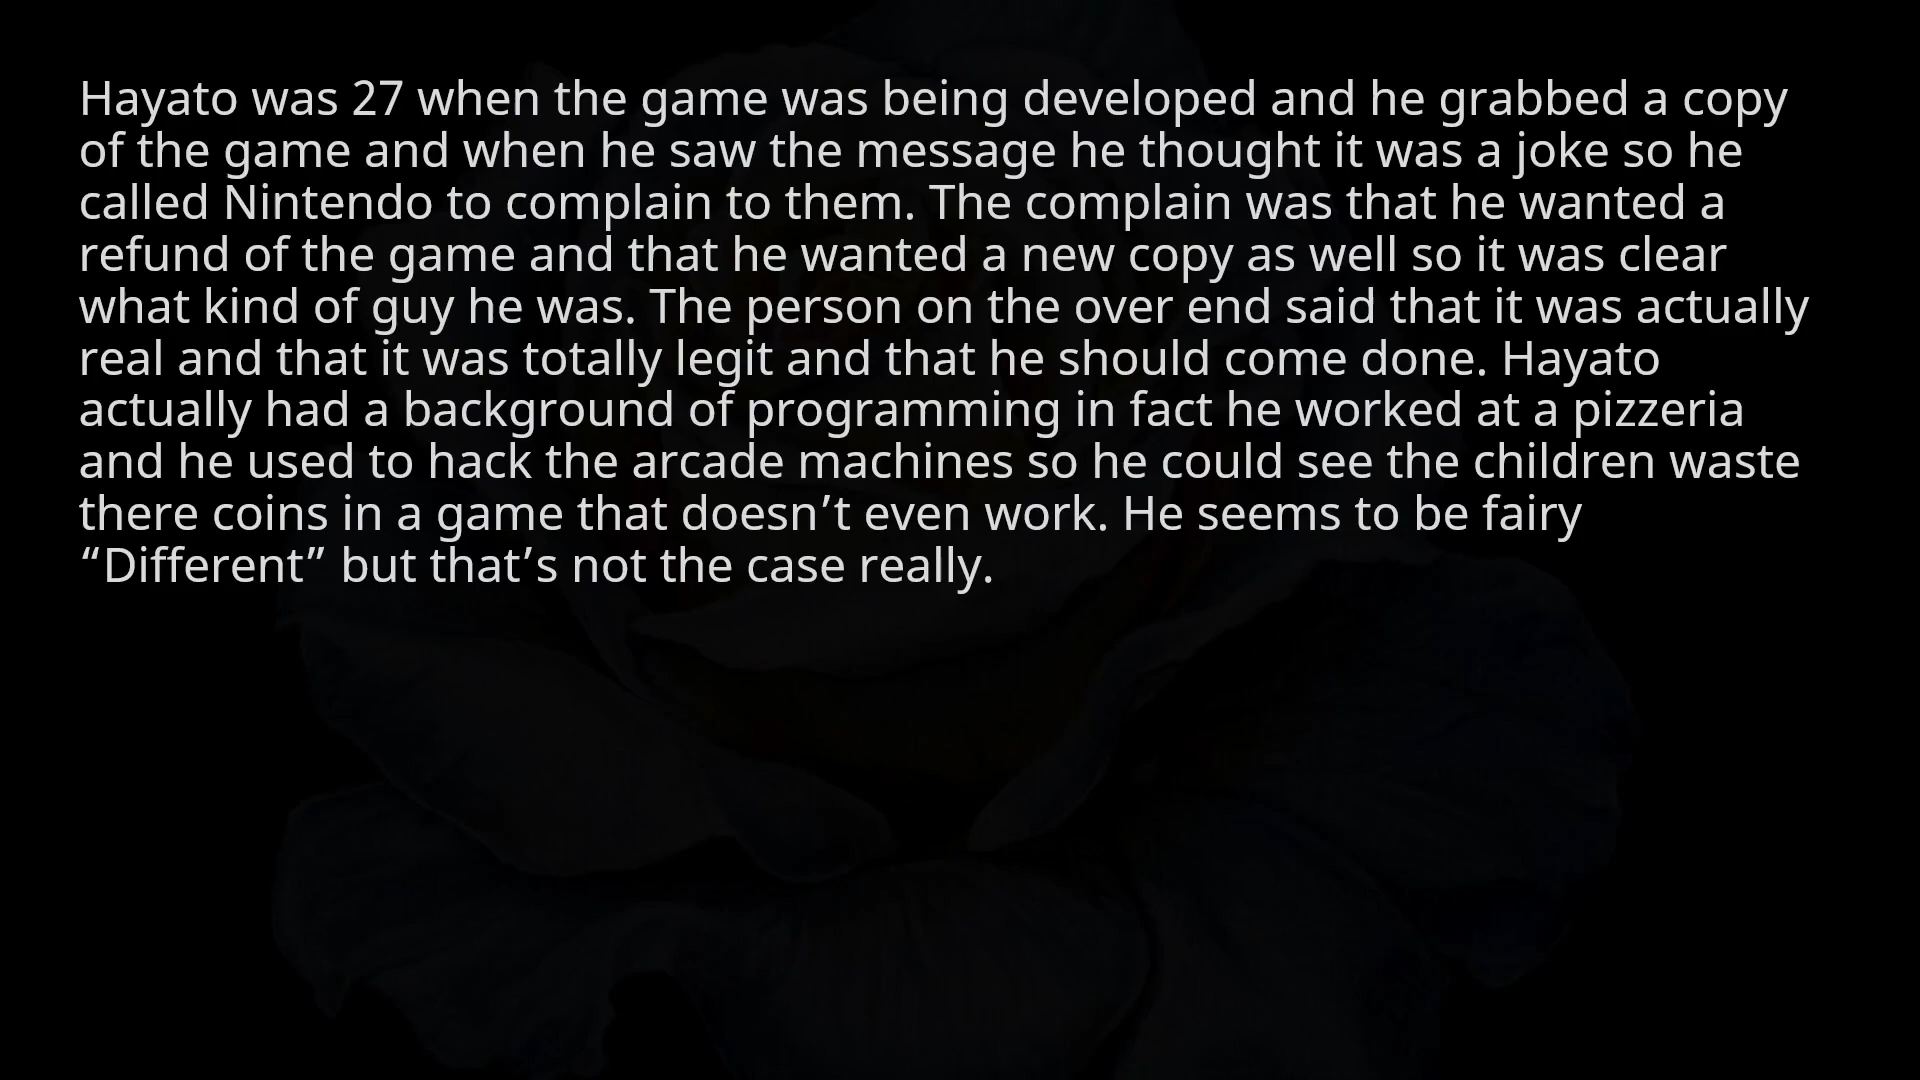 Hayato was 27 when the game was being developed and he grabbed a copy
of the game and when he saw the message he thought it was a joke so he
called Nintendo to complain to them. The complain was that he wanted a
refund of the game and that he wanted a new copy as well so it was clear
what kind of guy he was. The person on the over end said that it was actually
real and that it was totally legit and that he should come done. Hayato
actually had a background of programming in fact he worked at a pizzeria
and he used to hack the arcade machines so he could see the children waste
there coins in a game that doesn’t even work. He seems to be fairy
“Different” but that’s not the case really.